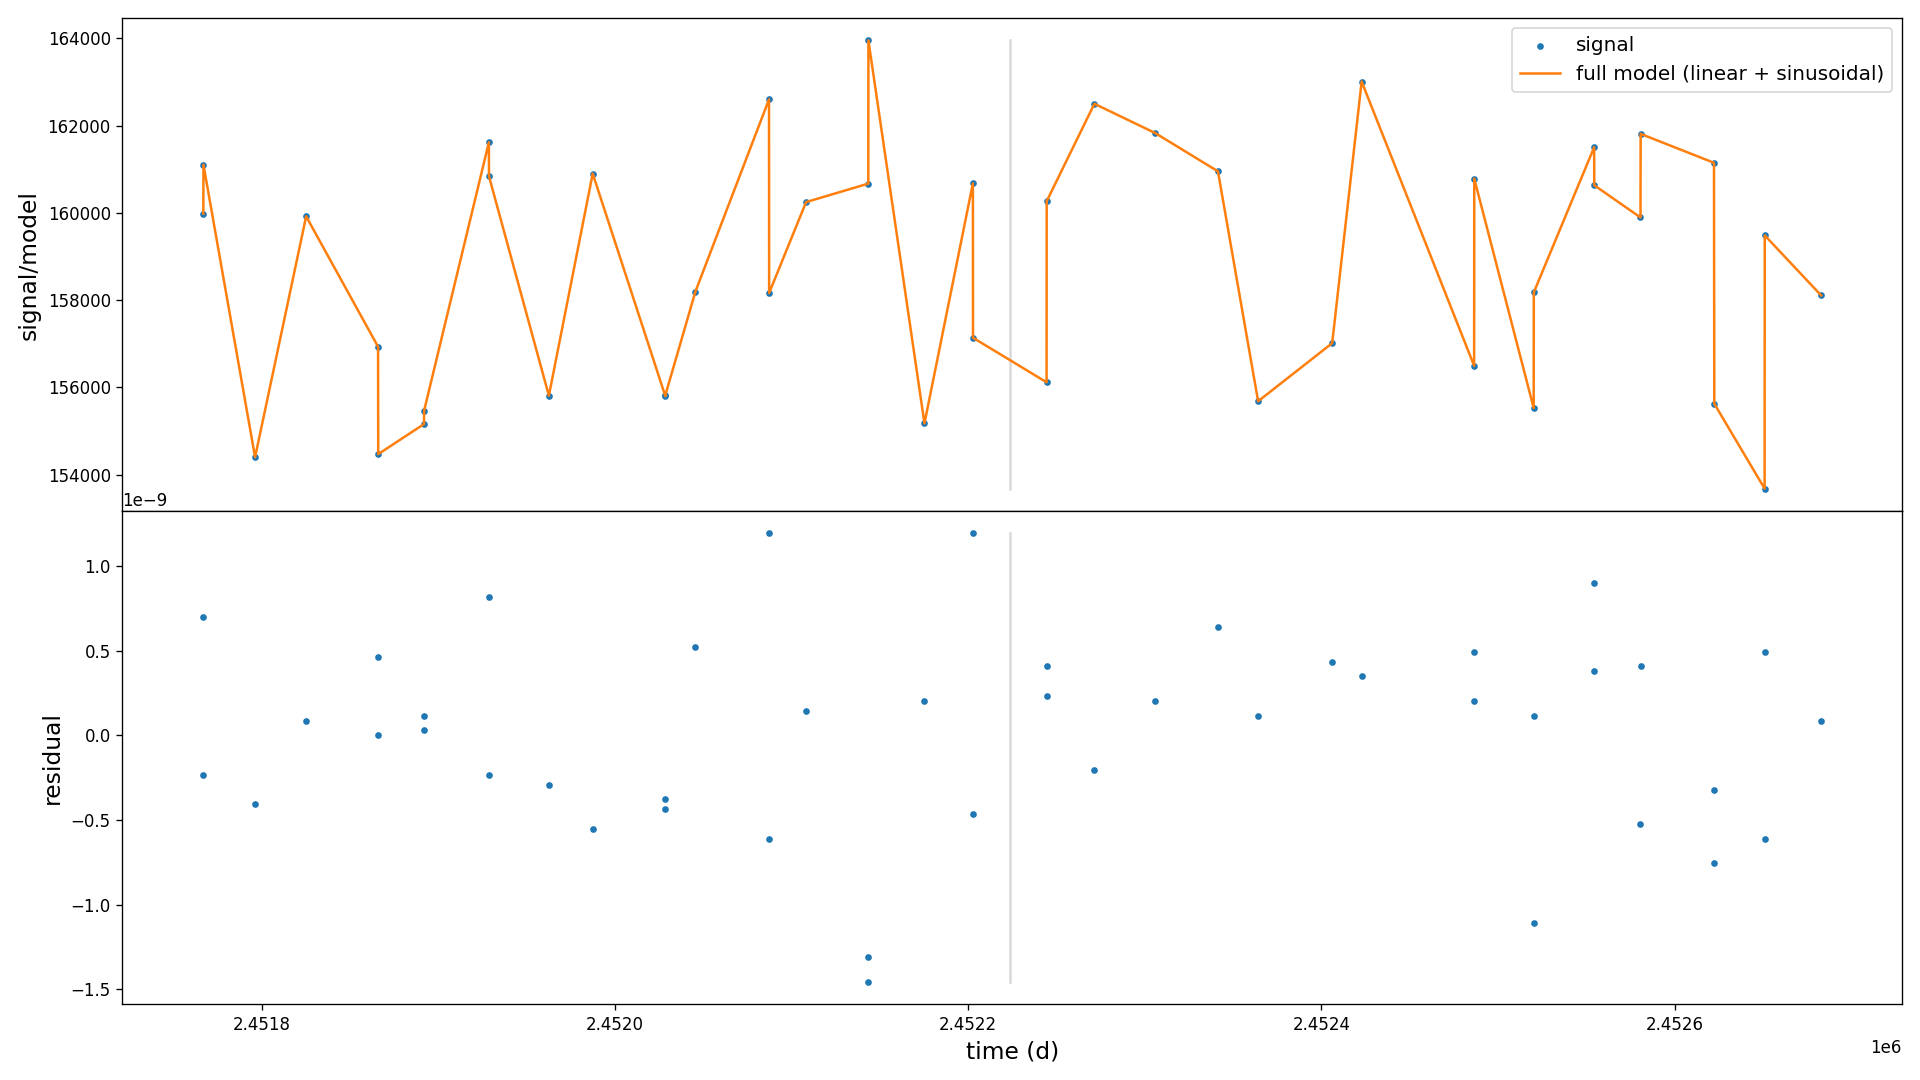 164000
162000
160000
158000
156000
154000
signal/model
signal
full model (linear + sinusoidal)
1e−9
1.0
0.5
0.0
−0.5
−1.0
−1.5
residual
2.4518
2.4520
2.4522
2.4524
2.4526
1e6
time (d)